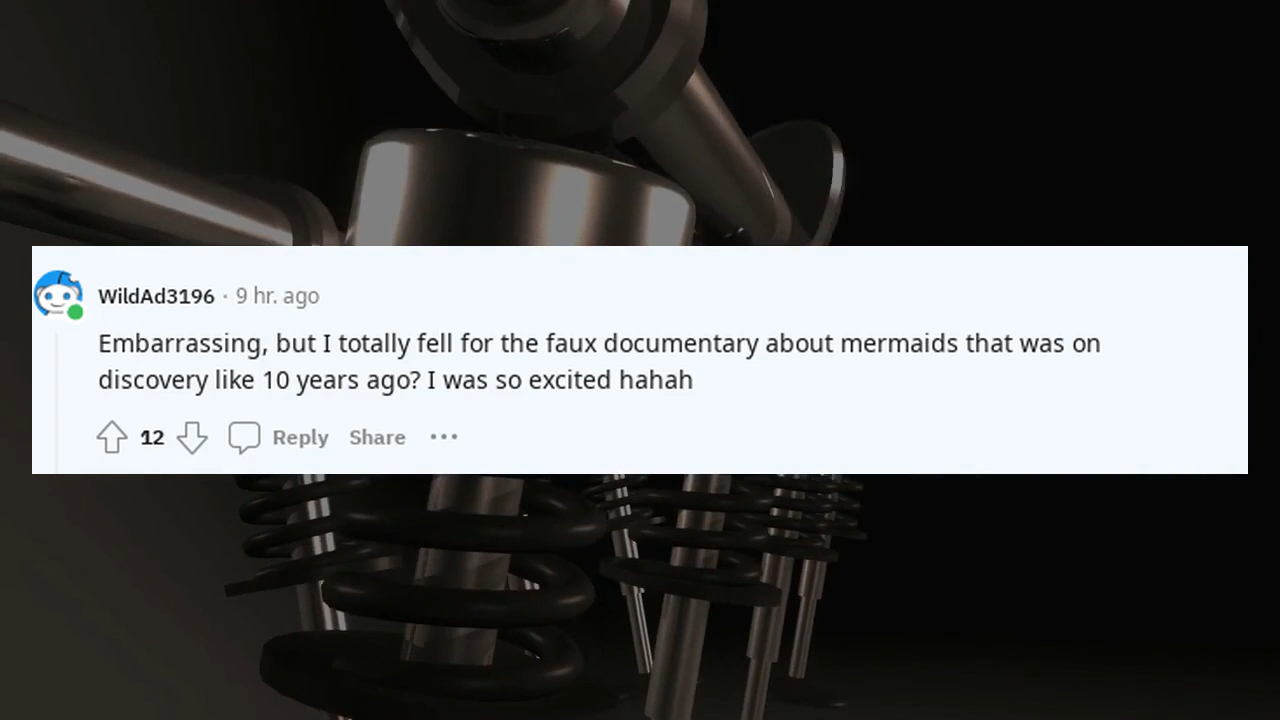 WildAd3196 · 9 hr. ago
Embarrassing, but I totally fell for the faux documentary about mermaids that was on
discovery like 10 years ago? I was so excited hahah
12 Reply Share ...